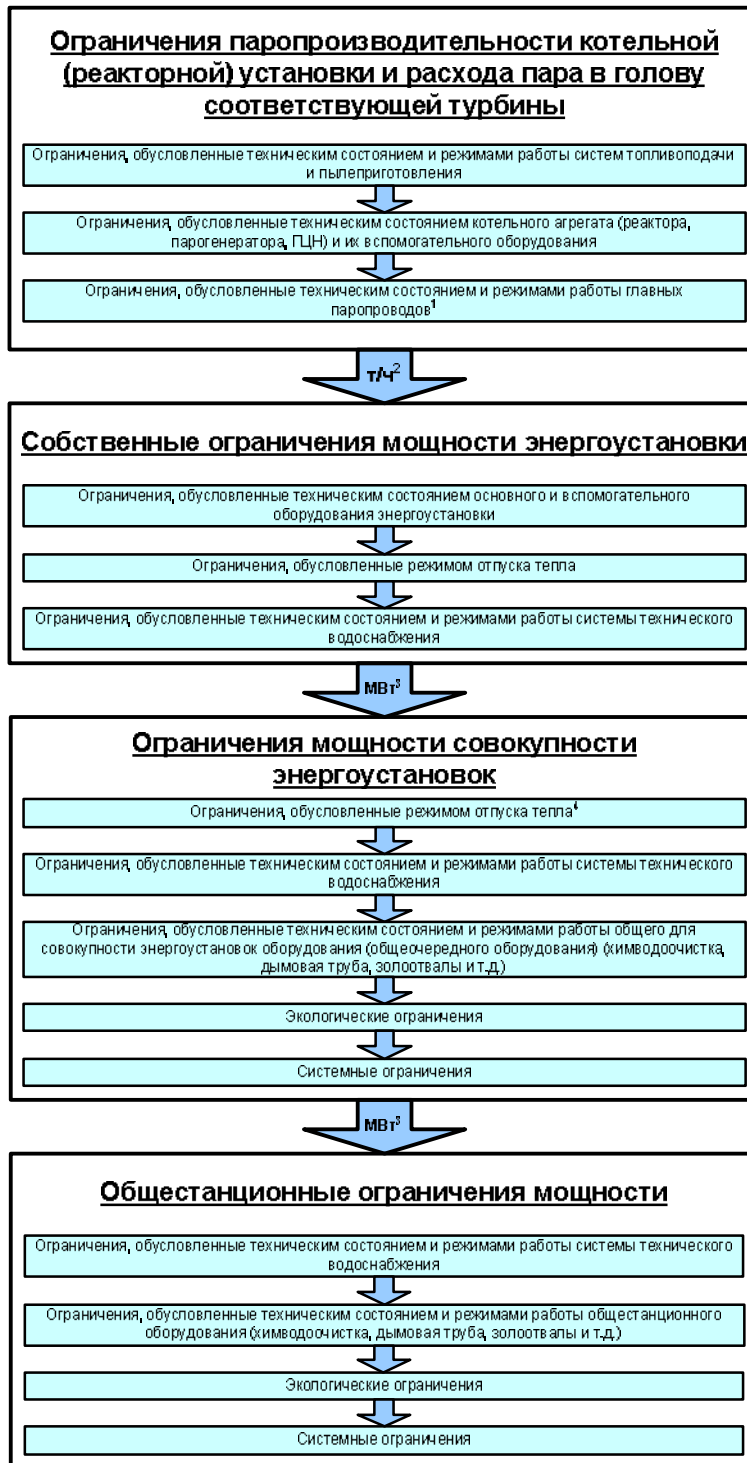 Ограничения паропроизводительности котельной
(реакторной) установки и расхода пара в голову
соответствующей турбины
Ограничения, обусловленные техническим состоянием и режимами работы систем топливоподачи
и пылеприготовления
Ограничения, обусловленные техническим состоянием котельного агрегата (реактора,
парогенератора, ГЦН) и их вспомогательного оборудования
Ограничения, обусловленные техническим состоянием и режимами работы главных
паропроводов¹
т/ч²
Собственные ограничения мощности энергоустановки
Ограничения, обусловленные техническим состоянием основного и вспомогательного
оборудования энергоустановки
Ограничения, обусловленные режимом отпуска тепла
Ограничения, обусловленные техническим состоянием и режимами работы системы технического
водоснабжения
МВт³
Ограничения мощности совокупности
энергоустановок
Ограничения, обусловленные режимом отпуска тепла⁴
Ограничения, обусловленные техническим состоянием и режимами работы системы технического
водоснабжения
Ограничения, обусловленные техническим состоянием и режимами работы общего для
совокупности энергоустановок оборудования (общеочередного оборудования) (химводоочистка,
дымовая труба, золоотвалы и т.д.)
Экологические ограничения
Системные ограничения
МВт³
Общестанционные ограничения мощности
Ограничения, обусловленные техническим состоянием и режимами работы системы технического
водоснабжения
Ограничения, обусловленные техническим состоянием и режимами работы общестанционного
оборудования (химводоочистка, дымовая труба, золоотвалы и т.д.)
Экологические ограничения
Системные ограничения